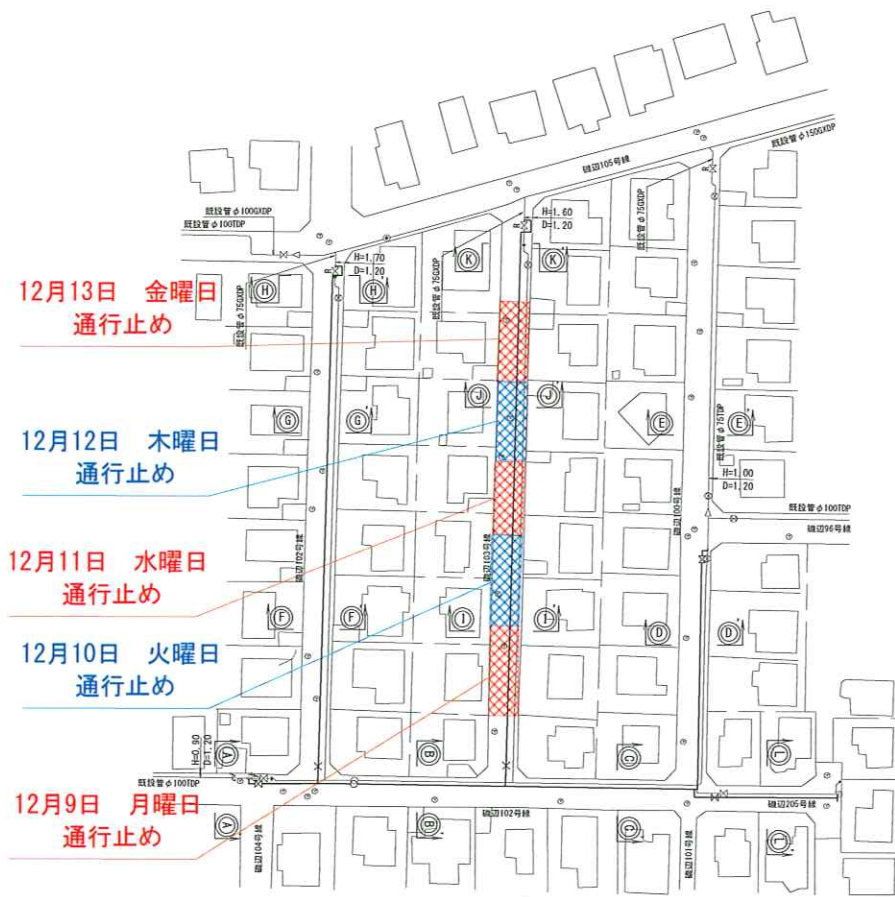 磯辺105号線
既設管φ150GXDP
既設管φ100GXDP
既設管φ100TDP
既設管φ75GXDP
H=1.60
D=1.20
H=1.70
D=1.20
R
R
R
K
K'
H
H'
既設管φ75GXDP
既設管φ75GXDP
12月13日 金曜日
通行止め
J
J'
G
G'
E
E'
既設管φ75TDP
12月12日 木曜日
通行止め
H=1.00
D=1.20
既設管φ100TDP
磯辺96号線
磯辺100号線
磯辺102号線
磯辺103号線
12月11日 水曜日
通行止め
F
F'
I
I'
D
D'
12月10日 火曜日
通行止め
H=0.90
D=1.20
A
B
C
L
既設管φ100TDP
12月9日 月曜日
通行止め
磯辺102号線
磯辺205号線
A'
B'
C'
L'
磯辺104号線
磯辺101号線